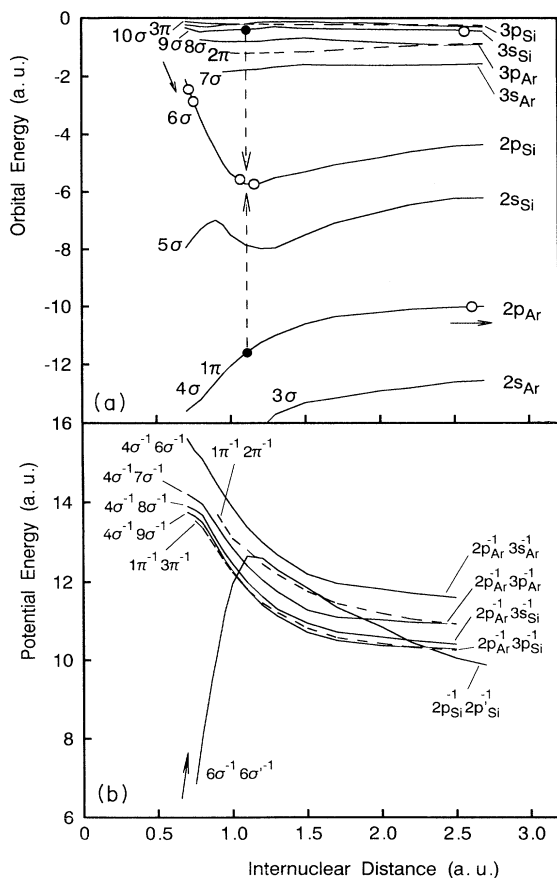 0
-2
-4
-6
-8
-10
-12
16
Orbital Energy (a. u.)
10σ 3π
9σ 8σ 2π
7σ
6σ
5σ
1π
4σ
3σ
3p_Si
3s_Si
3p_Ar
3s_Ar
2p_Si
2s_Si
2p_Ar
2s_Ar
(a)
14
12
10
8
6
Potential Energy (a. u.)
4σ⁻¹ 6σ⁻¹
1π⁻¹ 2π⁻¹
4σ⁻¹ 7σ⁻¹
4σ⁻¹ 8σ⁻¹
4σ⁻¹ 9σ⁻¹
1π⁻¹ 3π⁻¹
2p_Ar⁻¹ 3s_Ar⁻¹
2p_Ar⁻¹ 3p_Ar⁻¹
2p_Ar⁻¹ 3s_Si⁻¹
2p_Ar⁻¹ 3p_Si⁻¹
2p_Si⁻¹ 2p'_Si⁻¹
6σ⁻¹ 6σ'⁻¹
(b)
0 0.5 1.0 1.5 2.0 2.5 3.0
Internuclear Distance (a. u.)